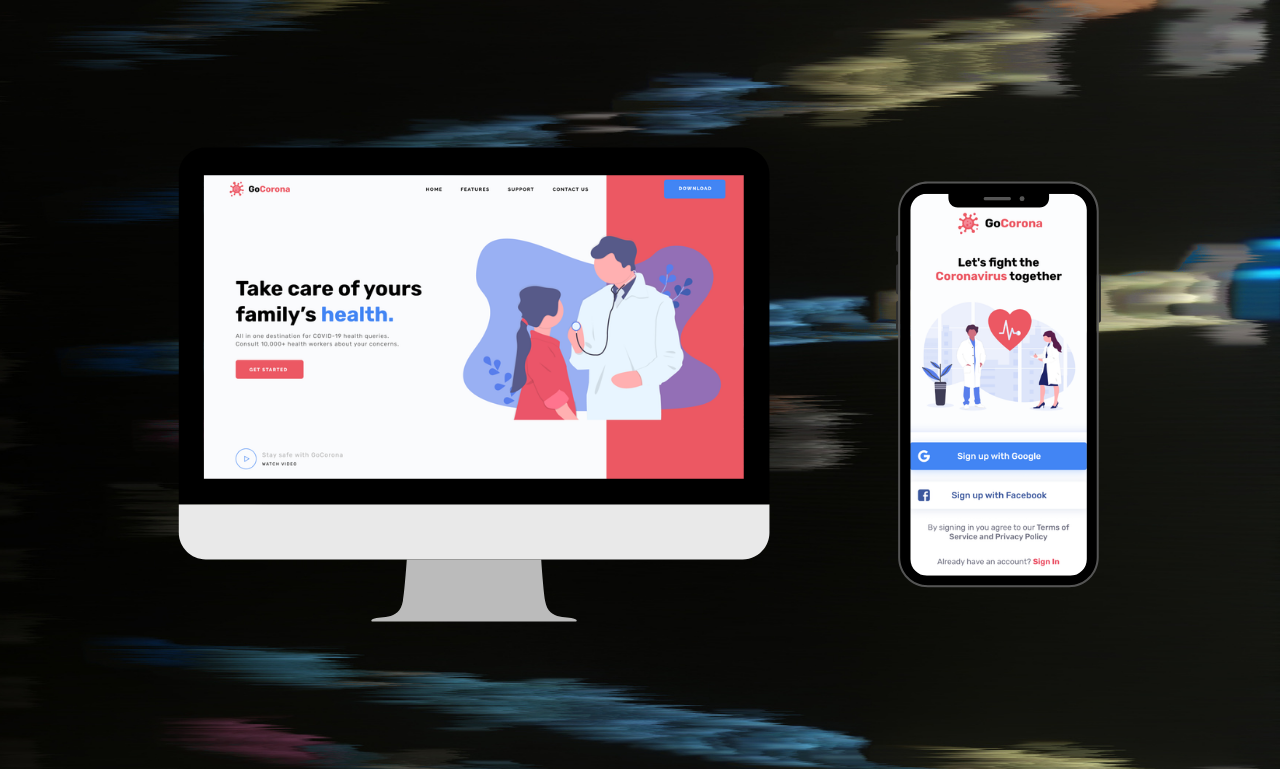 GoCorona
HOME FEATURES SUPPORT CONTACT US
DOWNLOAD
Take care of yours
family’s health.
All in one destination for COVID-19 health queries.
Consult 10,000+ health workers about your concerns.
GET STARTED
Stay safe with GoCorona
WATCH VIDEO
GoCorona
Let's fight the
Coronavirus together
Sign up with Google
Sign up with Facebook
By signing in you agree to our Terms of
Service and Privacy Policy
Already have an account? Sign In